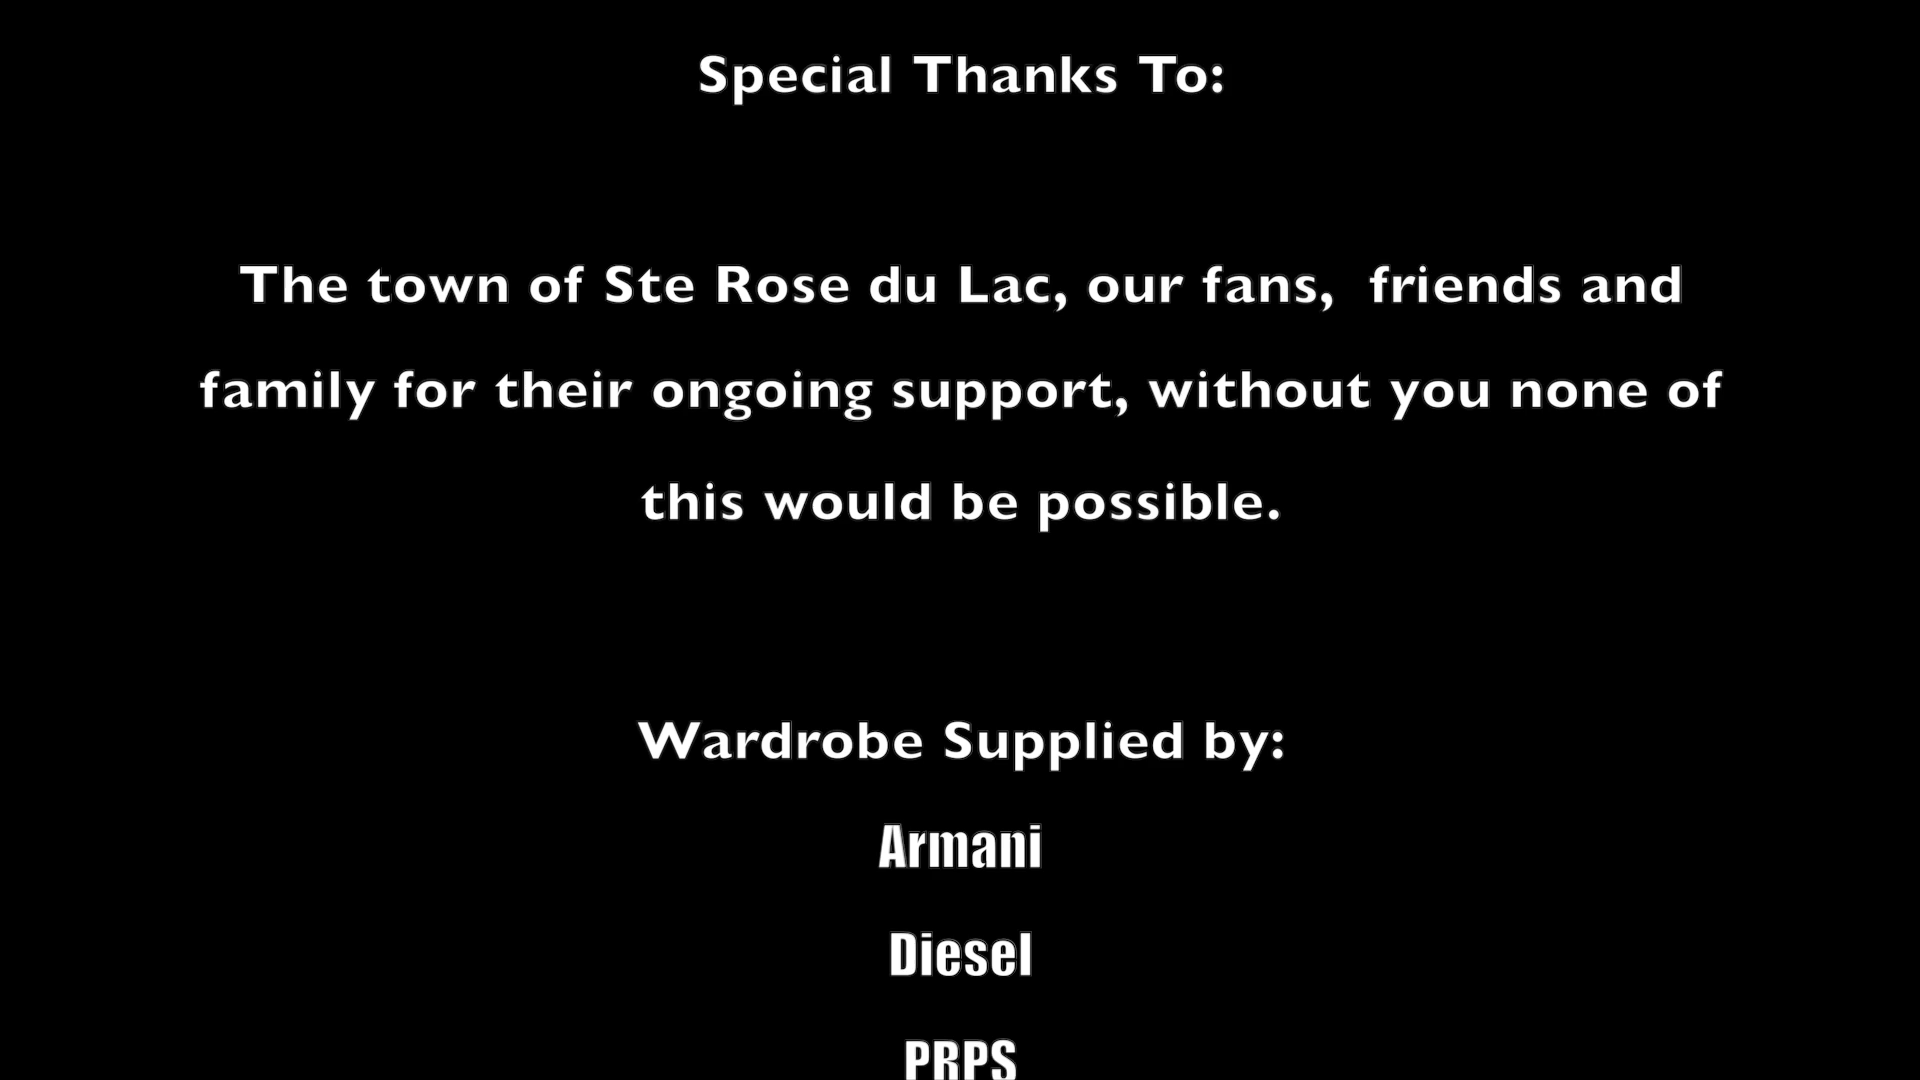 Special Thanks To:
The town of Ste Rose du Lac, our fans,  friends and
family for their ongoing support, without you none of
this would be possible.
Wardrobe Supplied by:
Armani
Diesel
PRPS